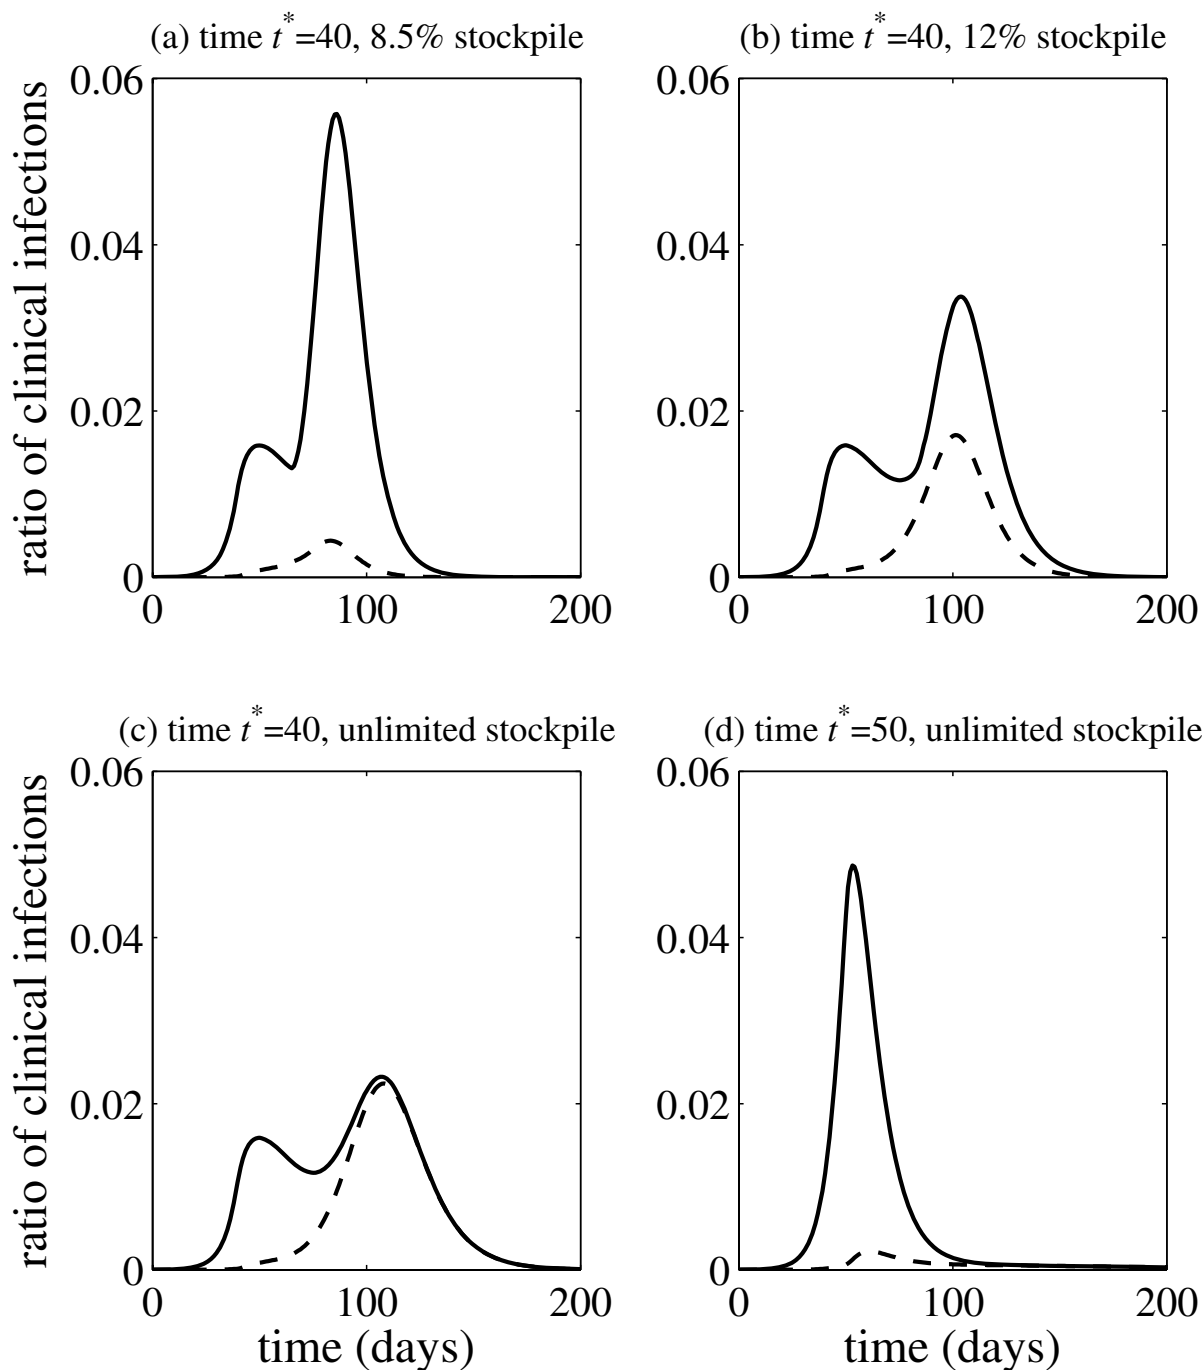 (a) time t*=40, 8.5% stockpile
0.06
0.04
0.02
0
0 100 200
ratio of clinical infections
(b) time t*=40, 12% stockpile
0.06
0.04
0.02
0
0 100 200
(c) time t*=40, unlimited stockpile
0.06
0.04
0.02
0
0 100 200
ratio of clinical infections
time (days)
(d) time t*=50, unlimited stockpile
0.06
0.04
0.02
0
0 100 200
time (days)